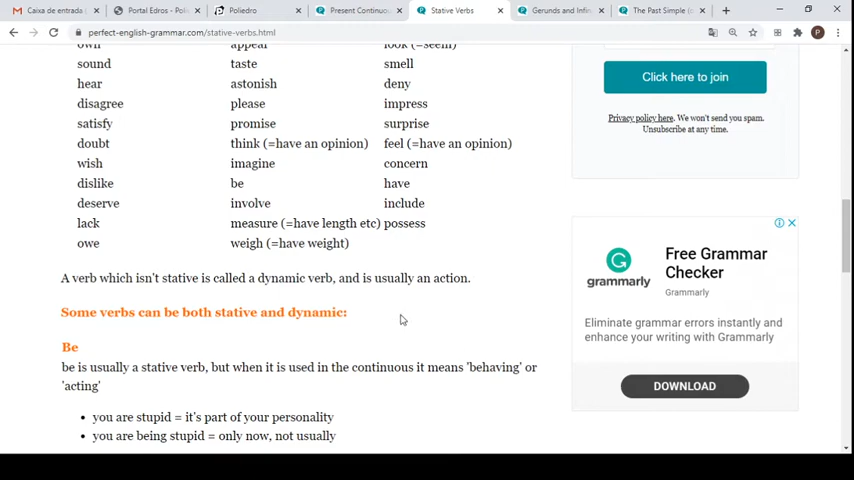 Caixa de entrada
Portal Edros - Poli
Poliedro
Present Continuou
Stative Verbs
Gerunds and Infin
The Past Simple (o
perfect-english-grammar.com/stative-verbs.html
P
own appear look (=seem)
sound taste smell
hear astonish deny
disagree please impress
satisfy promise surprise
doubt think (=have an opinion) feel (=have an opinion)
wish imagine concern
dislike be have
deserve involve include
lack measure (=have length etc) possess
owe weigh (=have weight)
A verb which isn't stative is called a dynamic verb, and is usually an action.
Some verbs can be both stative and dynamic:
Be
be is usually a stative verb, but when it is used in the continuous it means 'behaving' or
'acting'
• you are stupid = it's part of your personality
• you are being stupid = only now, not usually
Click here to join
Privacy policy here. We won't send you spam.
Unsubscribe at any time.
grammarly
Free Grammar
Checker
Grammarly
Eliminate grammar errors instantly and
enhance your writing with Grammarly
DOWNLOAD